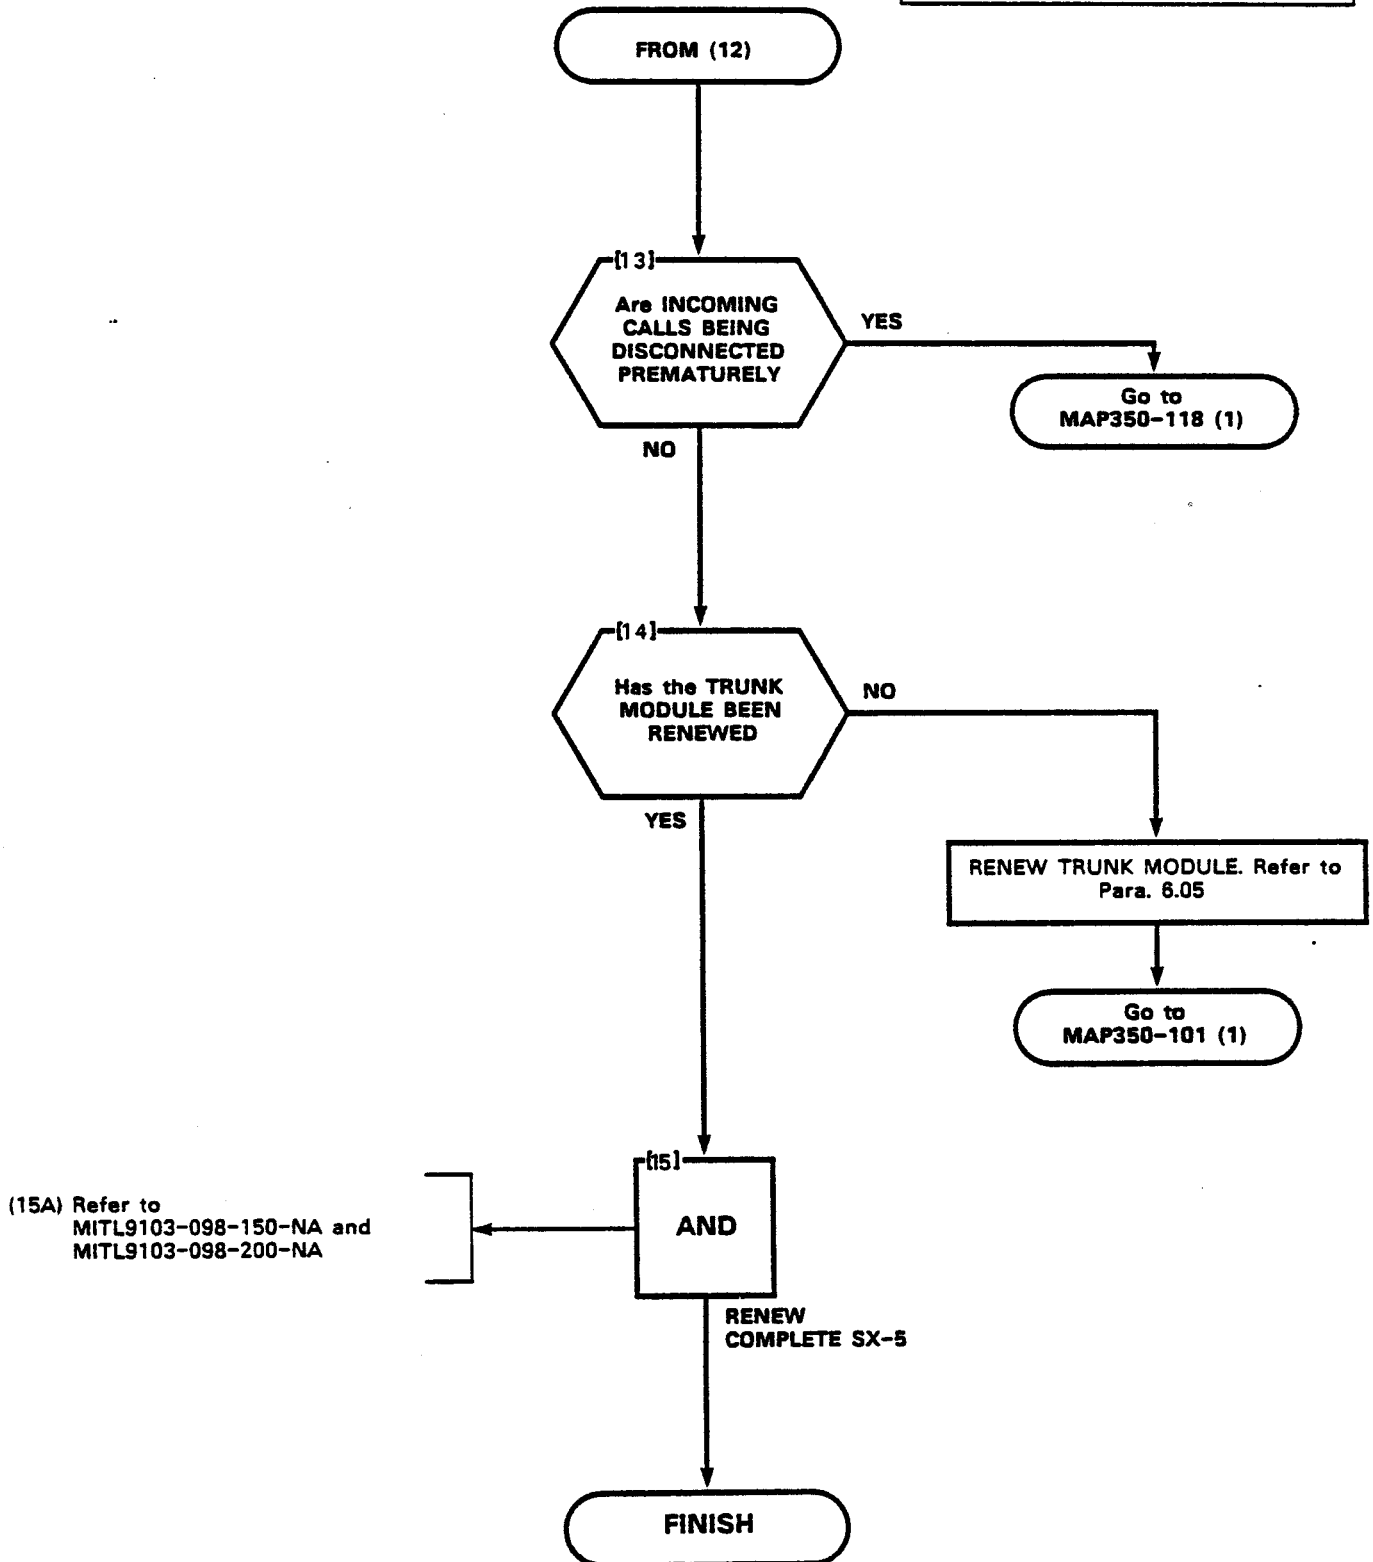 FROM (12)
[13]
Are INCOMING
CALLS BEING
DISCONNECTED
PREMATURELY
YES
Go to
MAP350-118 (1)
NO
[14]
Has the TRUNK
MODULE BEEN
RENEWED
NO
YES
RENEW TRUNK MODULE. Refer to
Para. 6.05
Go to
MAP350-101 (1)
[15]
AND
(15A) Refer to
MITL9103-098-150-NA and
MITL9103-098-200-NA
RENEW
COMPLETE SX-5
FINISH